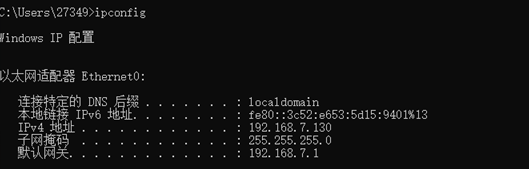 C:\Users\27349>ipconfig
Windows IP 配置
以太网适配器 Ethernet0:
连接特定的 DNS 后缀 . . . . . . . : localdomain
本地链接 IPv6 地址. . . . . . . . : fe80::3c52:e653:5d15:9401%13
IPv4 地址 . . . . . . . . . . . . : 192.168.7.130
子网掩码 . . . . . . . . . . . . : 255.255.255.0
默认网关. . . . . . . . . . . . . : 192.168.7.1